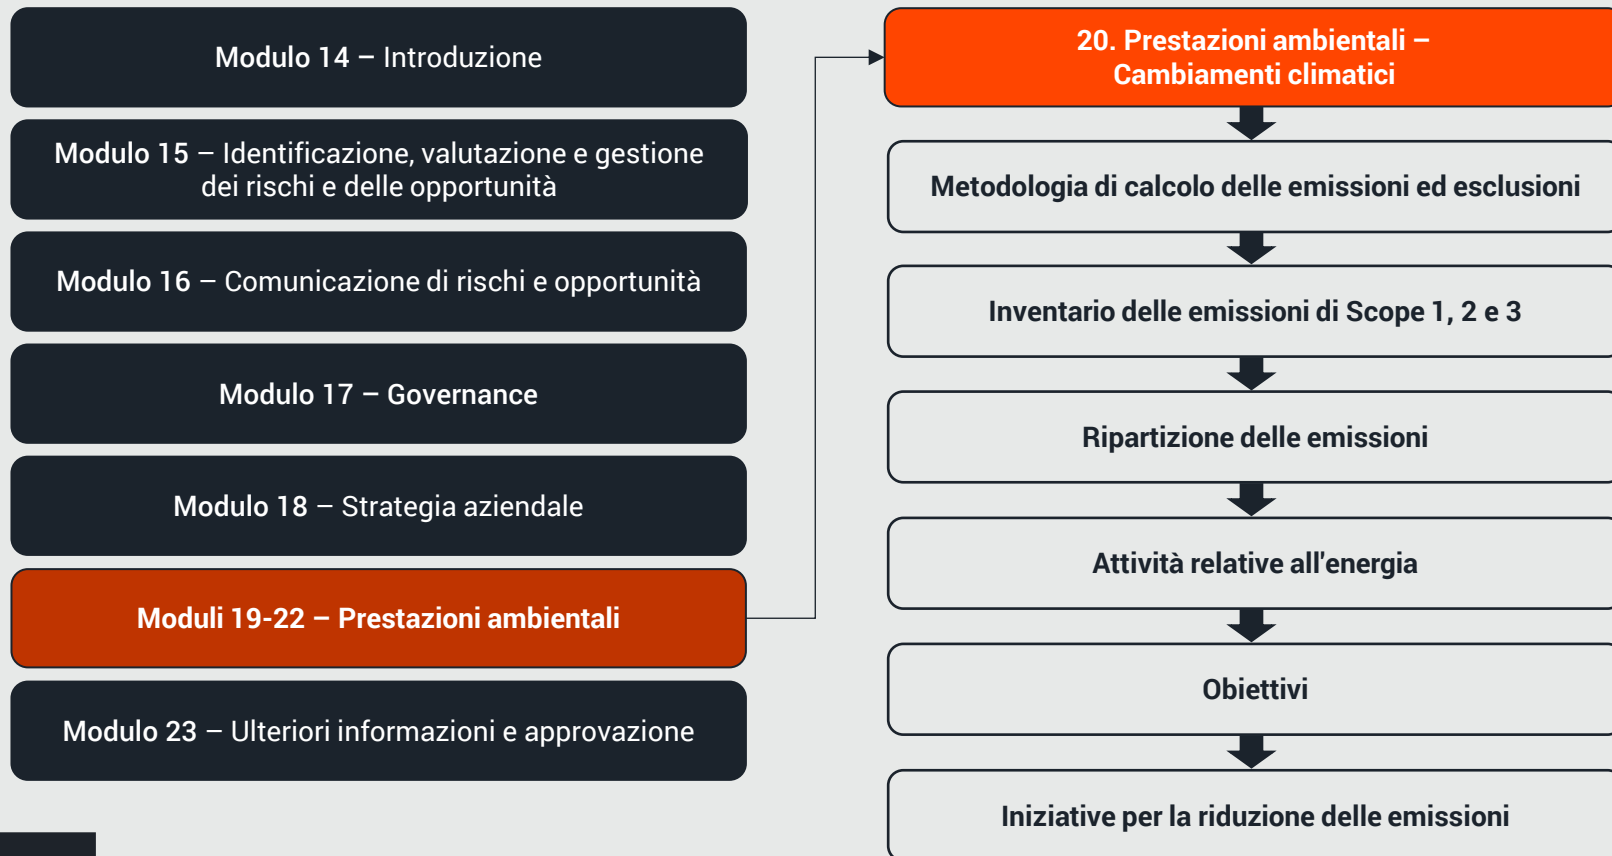 Modulo 14 – Introduzione
Modulo 15 – Identificazione, valutazione e gestione
dei rischi e delle opportunità
Modulo 16 – Comunicazione di rischi e opportunità
Modulo 17 – Governance
Modulo 18 – Strategia aziendale
Moduli 19-22 – Prestazioni ambientali
Modulo 23 – Ulteriori informazioni e approvazione
20. Prestazioni ambientali –
Cambiamenti climatici
Metodologia di calcolo delle emissioni ed esclusioni
Inventario delle emissioni di Scope 1, 2 e 3
Ripartizione delle emissioni
Attività relative all'energia
Obiettivi
Iniziative per la riduzione delle emissioni